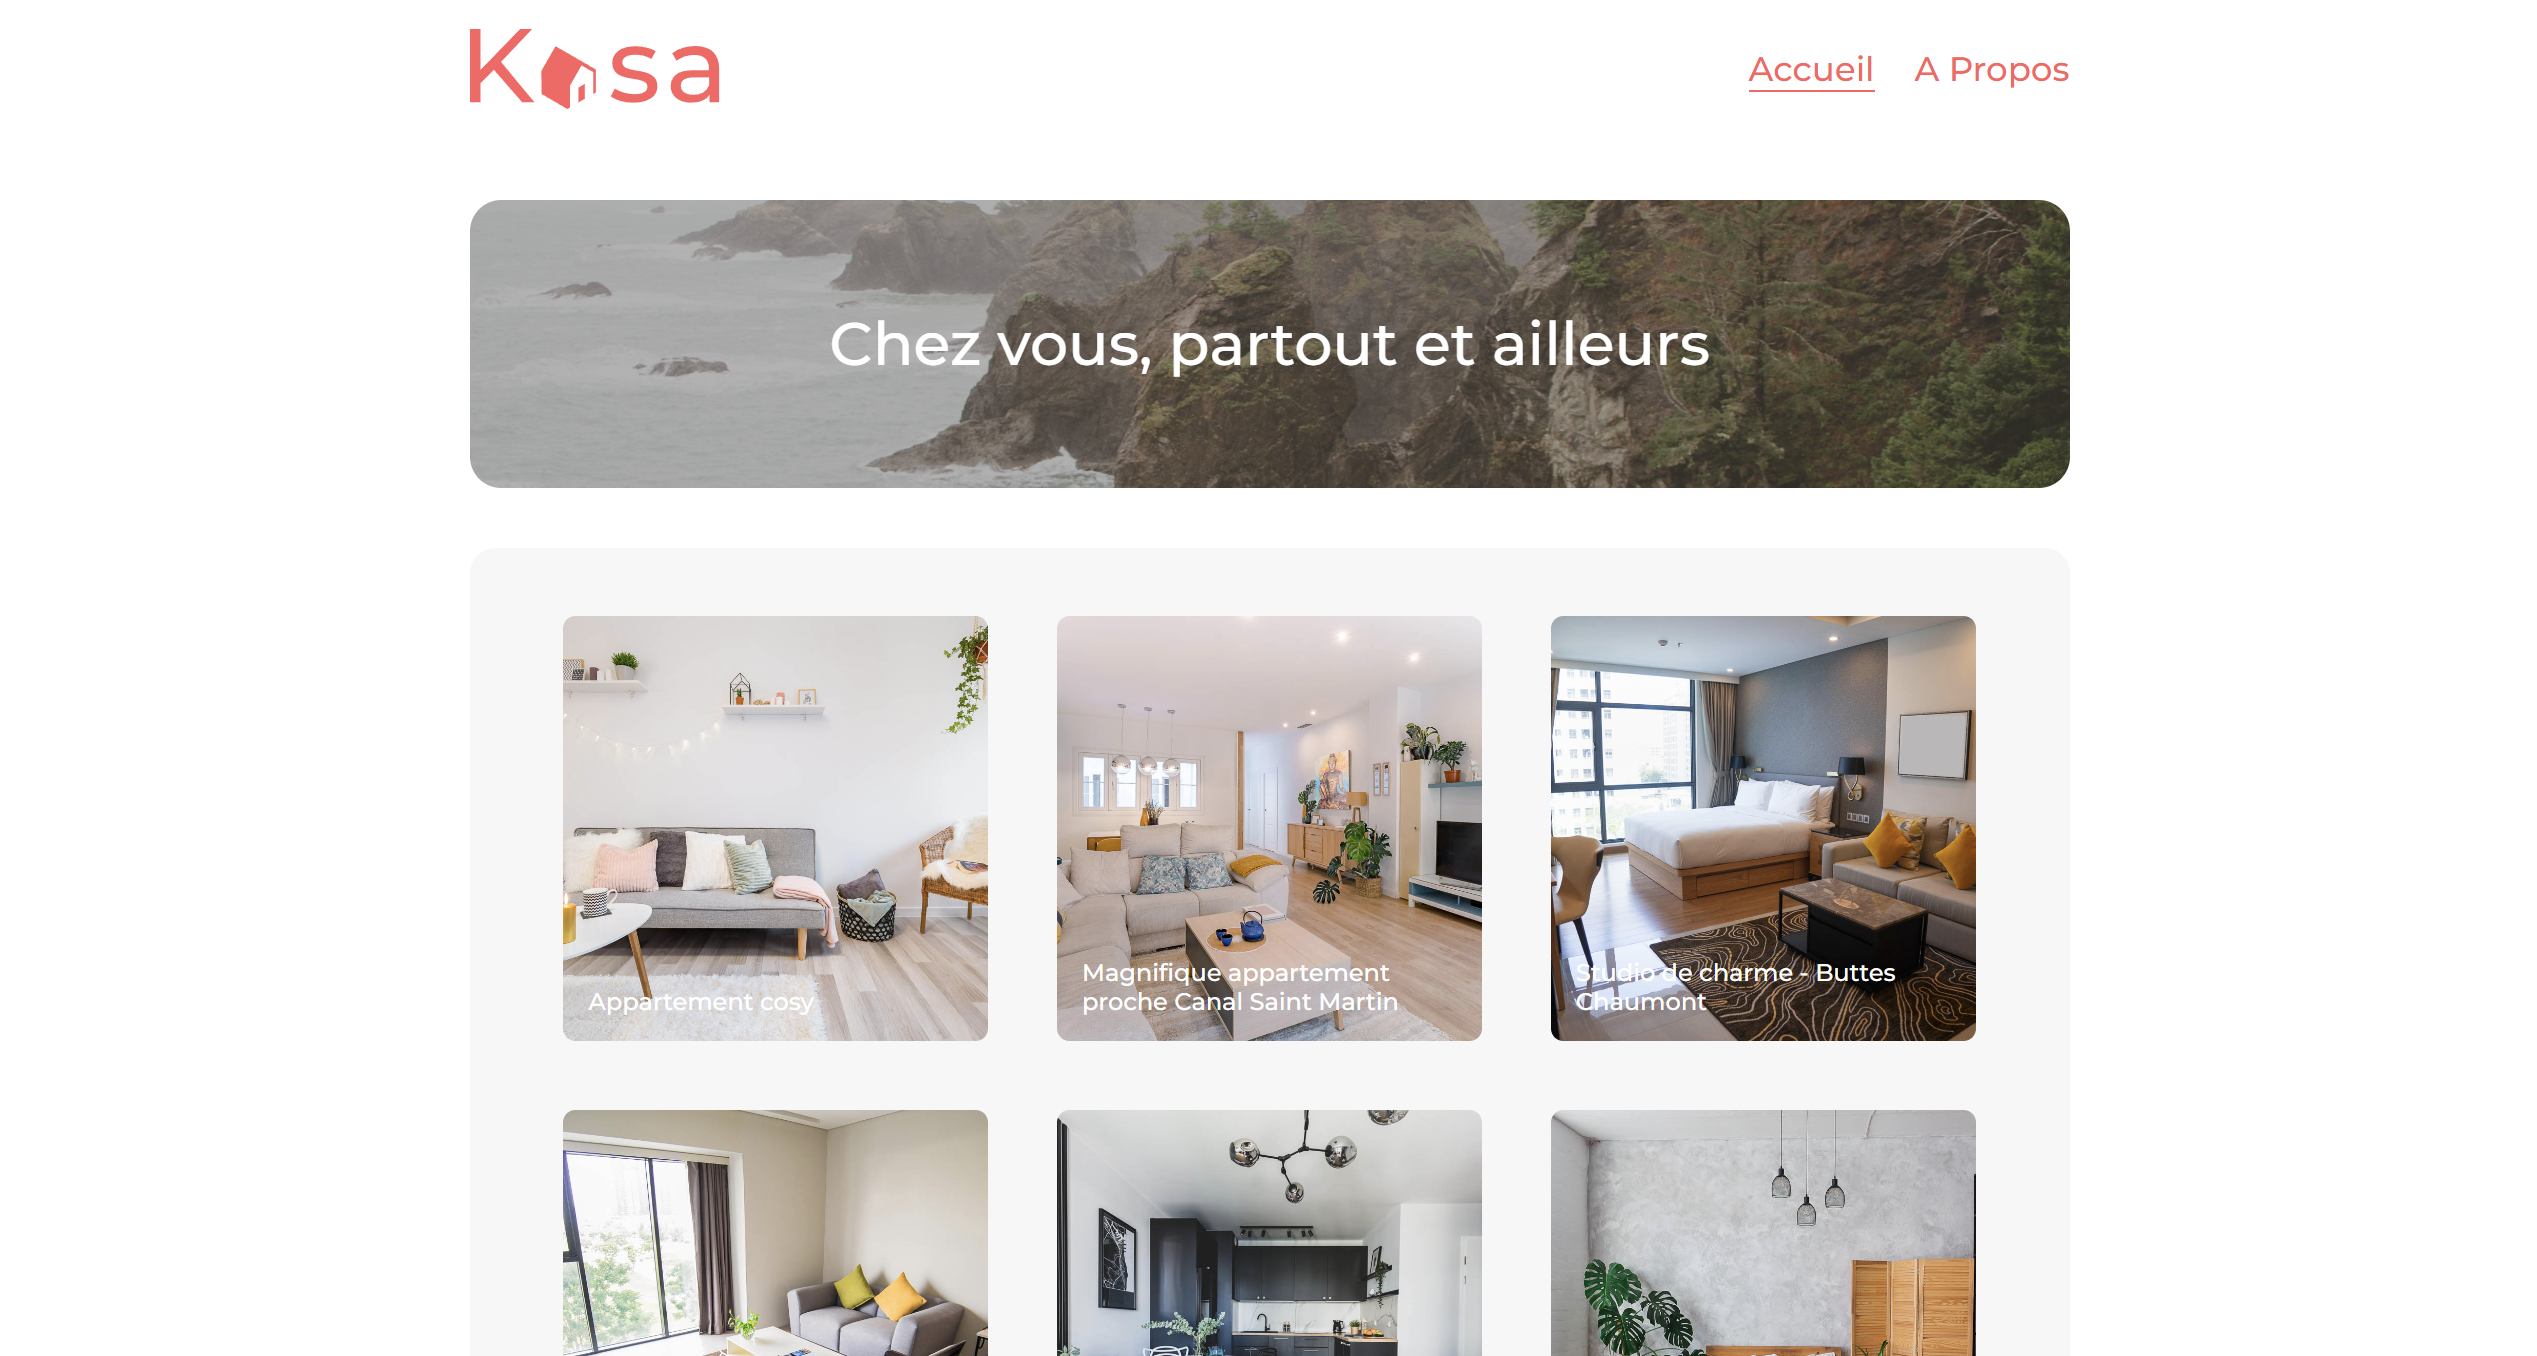 Kasa
Accueil
A Propos
Chez vous, partout et ailleurs
Appartement cosy
Magnifique appartement
proche Canal Saint Martin
Studio de charme - Buttes
Chaumont